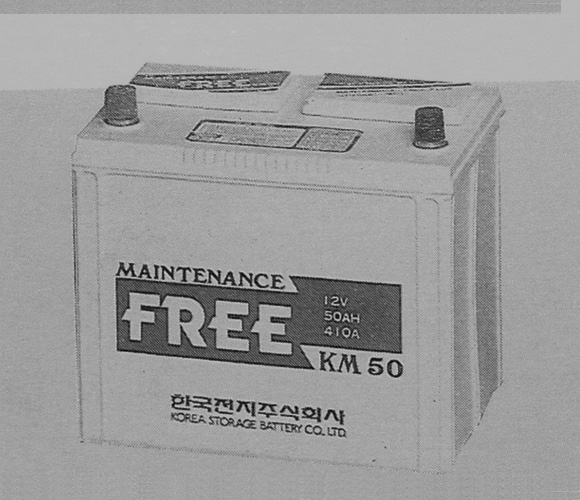 FREE
MAINTENANCE
FREE
12V
50AH
410A
KM 50
한국전지주식회사
KOREA STORAGE BATTERY CO. LTD.